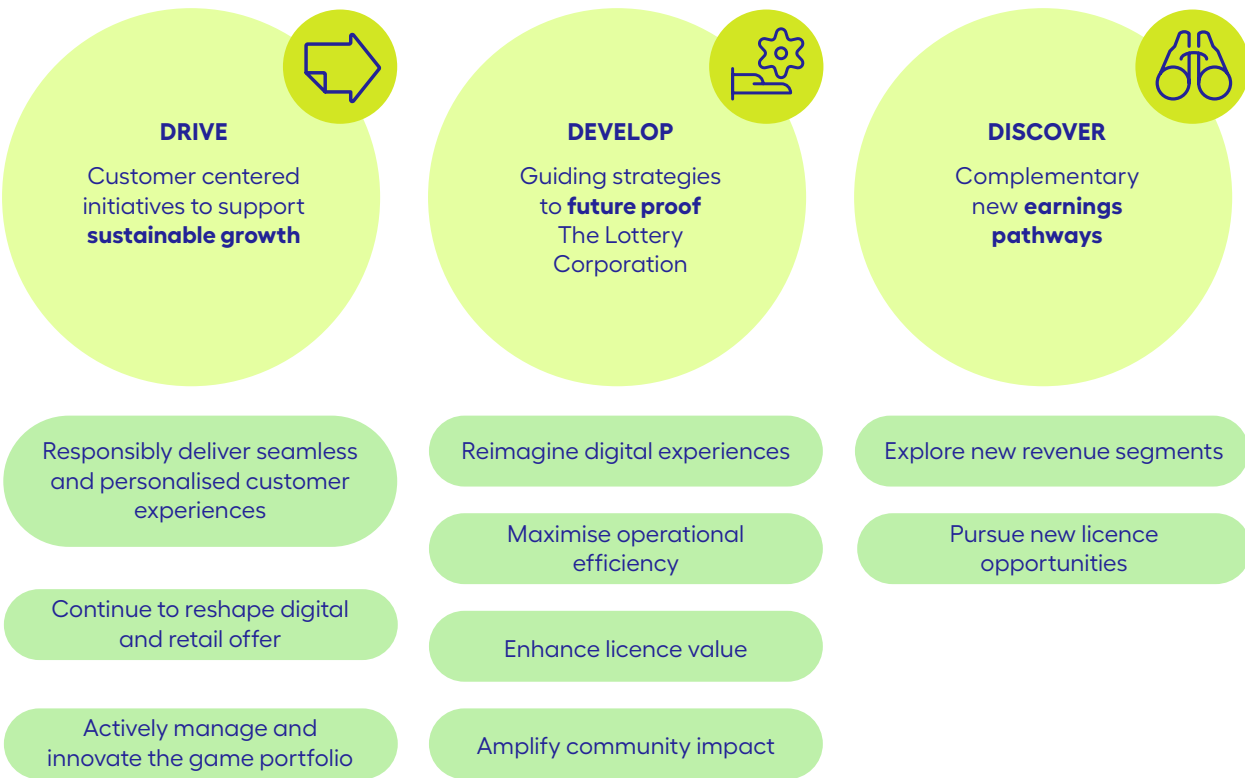 DRIVE
Customer centered
initiatives to support
sustainable growth
Responsibly deliver seamless
and personalised customer
experiences
Continue to reshape digital
and retail offer
Actively manage and
innovate the game portfolio
DEVELOP
Guiding strategies
to future proof
The Lottery
Corporation
Reimagine digital experiences
Maximise operational
efficiency
Enhance licence value
Amplify community impact
DISCOVER
Complementary
new earnings
pathways
Explore new revenue segments
Pursue new licence
opportunities